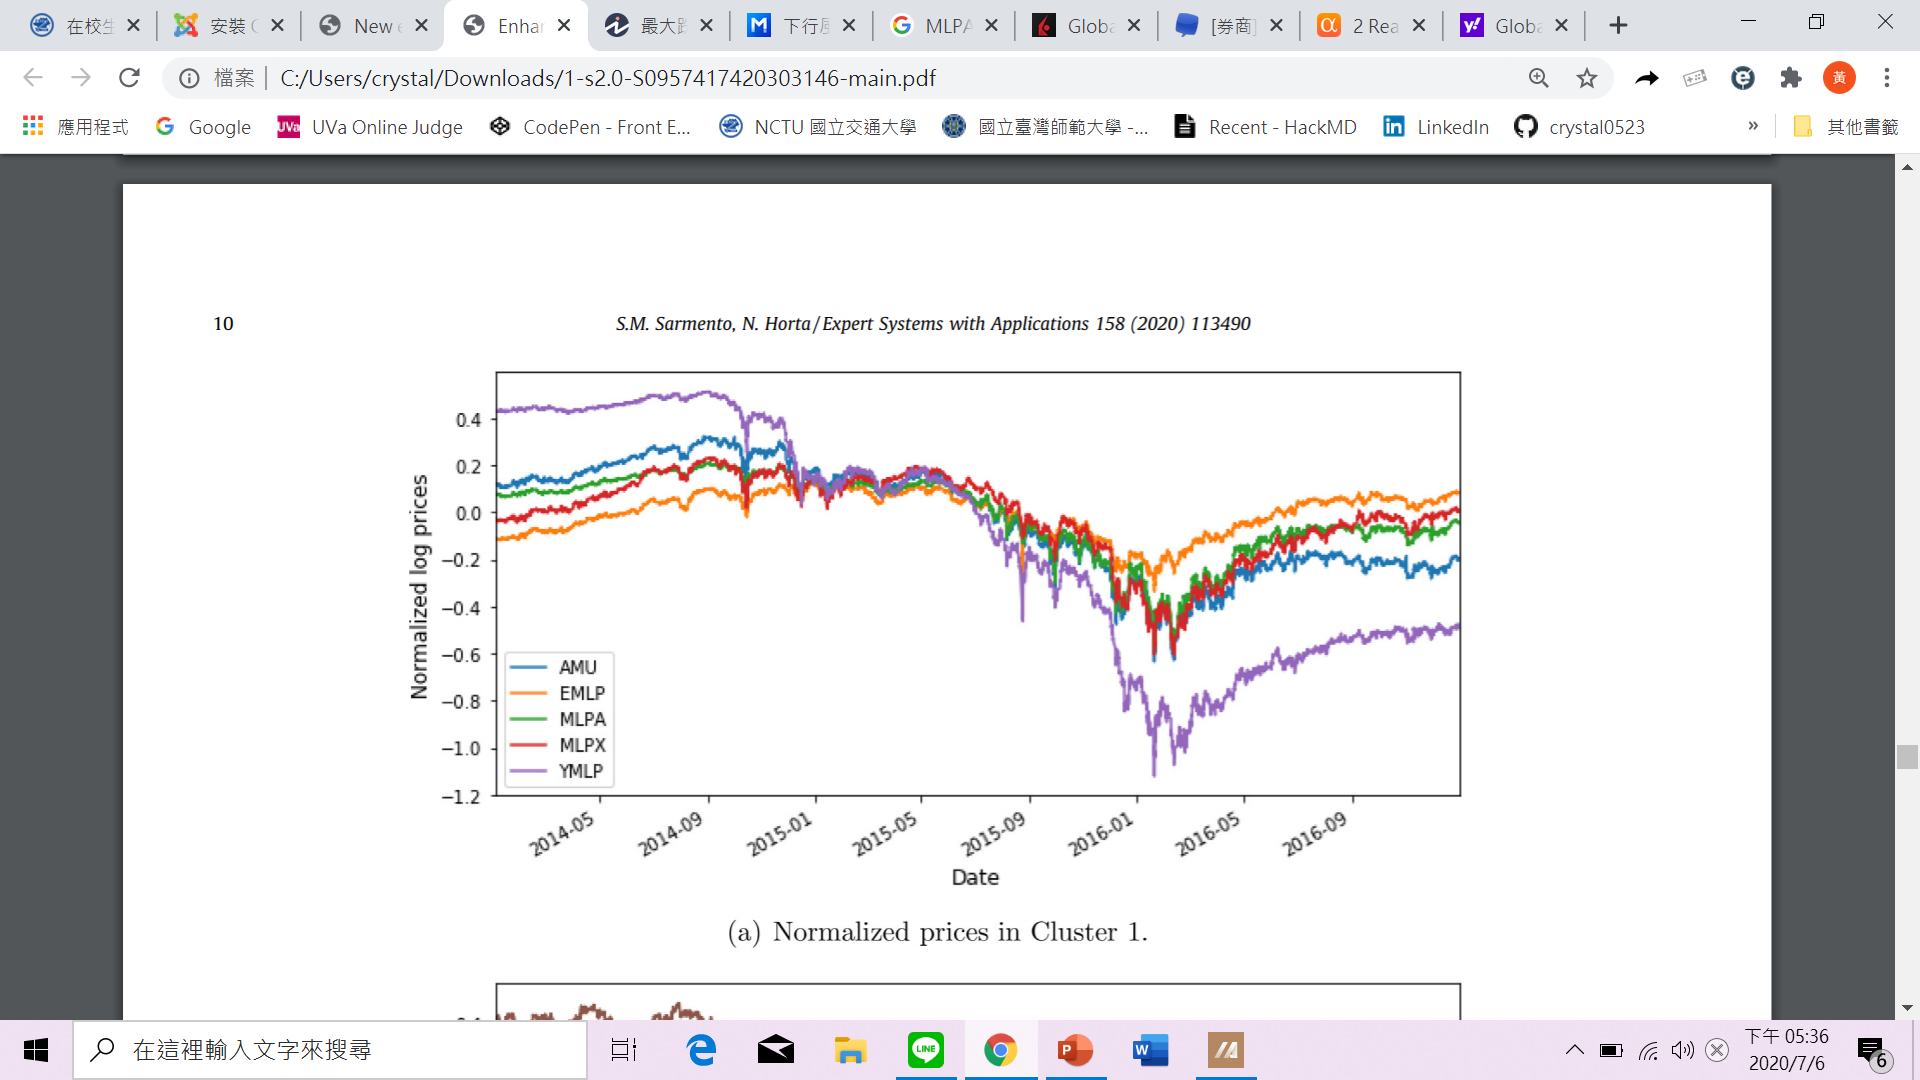 在校生
安裝
New
Enhan
最大
下行
MLPA
Globa
[券商]
2 Rea
Globa
檔案
C:/Users/crystal/Downloads/1-s2.0-S0957417420303146-main.pdf
黃
應用程式
Google
UVa Online Judge
CodePen - Front E...
NCTU 國立交通大學
國立臺灣師範大學 -...
Recent - HackMD
LinkedIn
crystal0523
»
其他書籤
10
S.M. Sarmento, N. Horta / Expert Systems with Applications 158 (2020) 113490
0.4
0.2
0.0
−0.2
−0.4
−0.6
−0.8
−1.0
−1.2
Normalized log prices
AMU
EMLP
MLPA
MLPX
YMLP
2014-05
2014-09
2015-01
2015-05
2015-09
2016-01
2016-05
2016-09
Date
(a) Normalized prices in Cluster 1.
在這裡輸入文字來搜尋
LINE
下午 05:36
2020/7/6
6